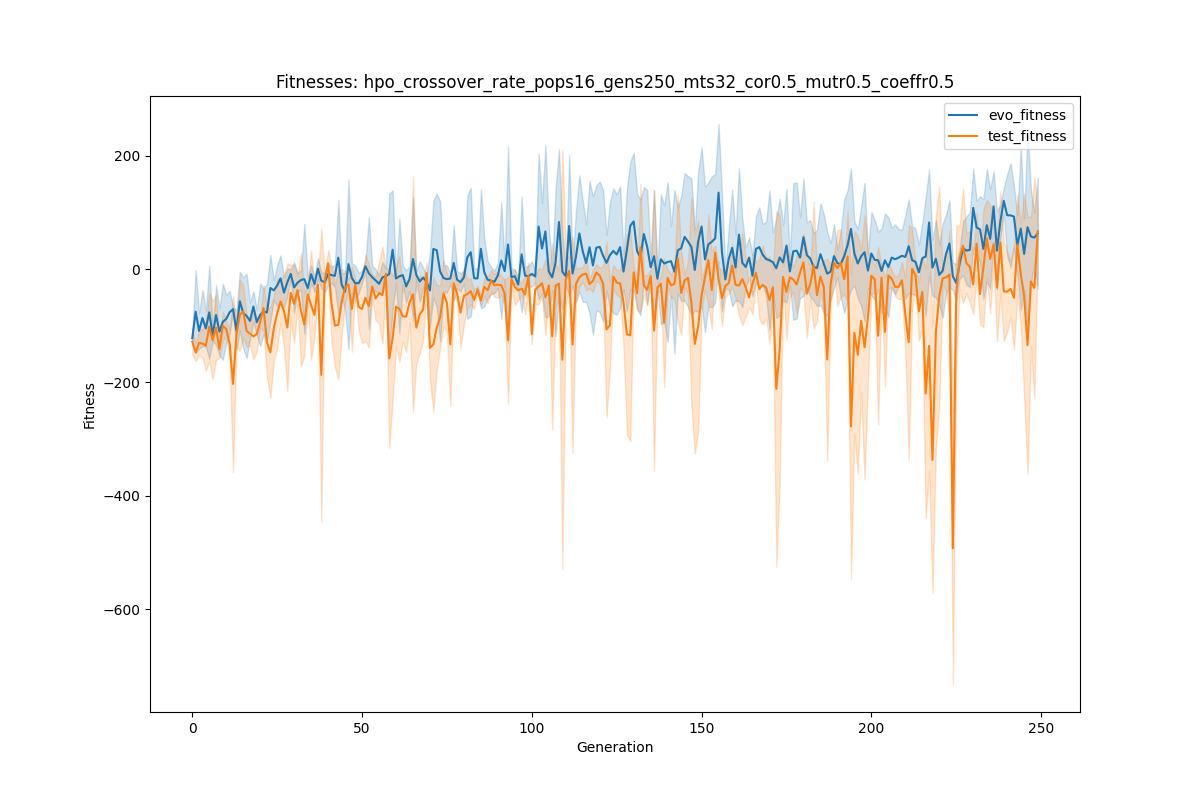 Fitnesses: hpo_crossover_rate_pops16_gens250_mts32_cor0.5_mutr0.5_coeffr0.5
evo_fitness
test_fitness
200
0
−200
−400
−600
Fitness
0 50 100 150 200 250
Generation